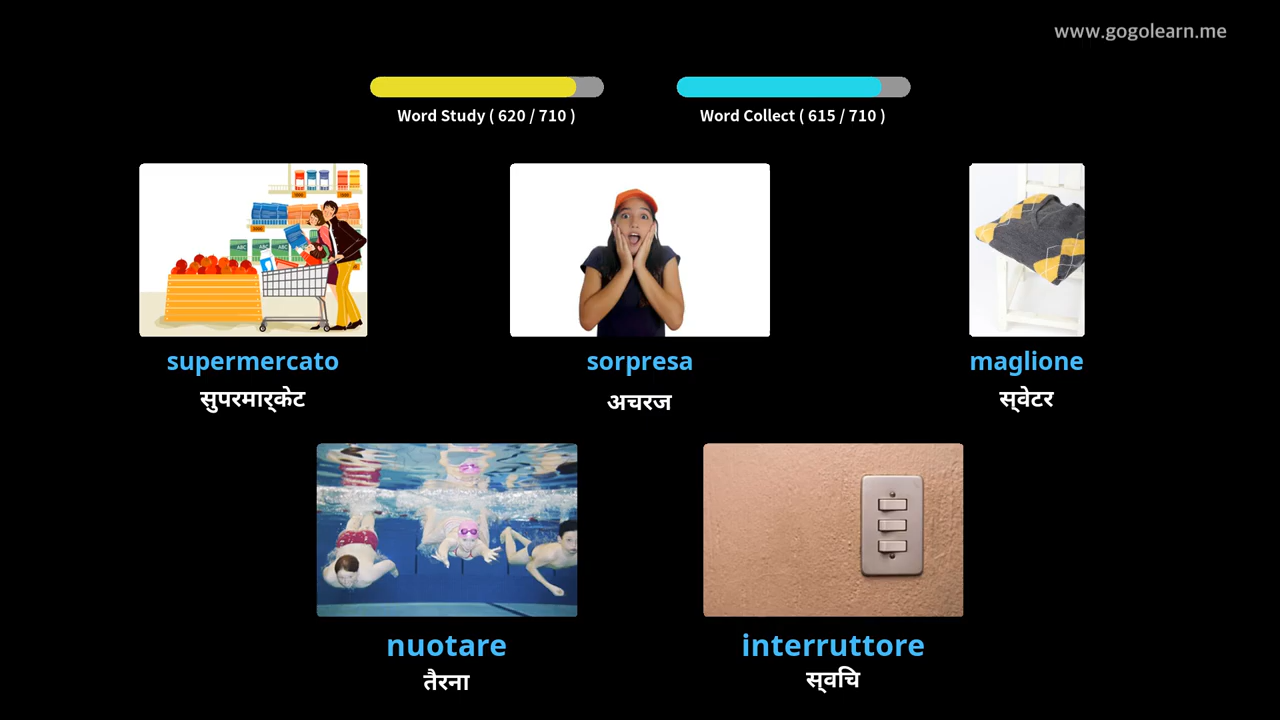 www.gogolearn.me
Word Study ( 620 / 710 )
Word Collect ( 615 / 710 )
supermercato
सुपरमार्केट
sorpresa
अचरज
maglione
स्वेटर
nuotare
तैरना
interruttore
स्वचि